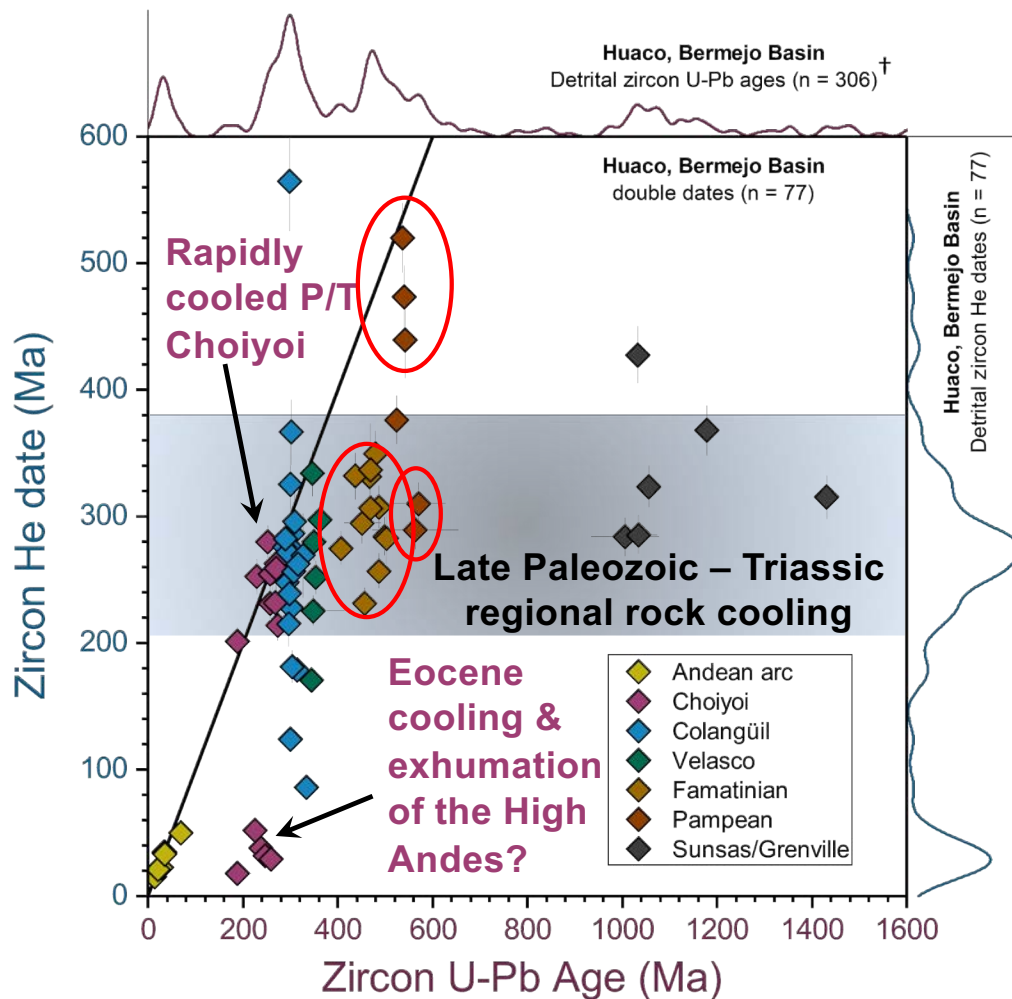 Huaco, Bermejo Basin
Detrital zircon U-Pb ages (n = 306)†
Huaco, Bermejo Basin
double dates (n = 77)
Huaco, Bermejo Basin
Detrital zircon He dates (n = 77)
Rapidly
cooled P/T
Choiyoi
Late Paleozoic – Triassic
regional rock cooling
Eocene
cooling &
exhumation
of the High
Andes?
Andean arc
Choiyoi
Colangüil
Velasco
Famatinian
Pampean
Sunsas/Grenville
Zircon He date (Ma)
600
500
400
300
200
100
0
0 200 400 600 800 1000 1200 1400 1600
Zircon U-Pb Age (Ma)